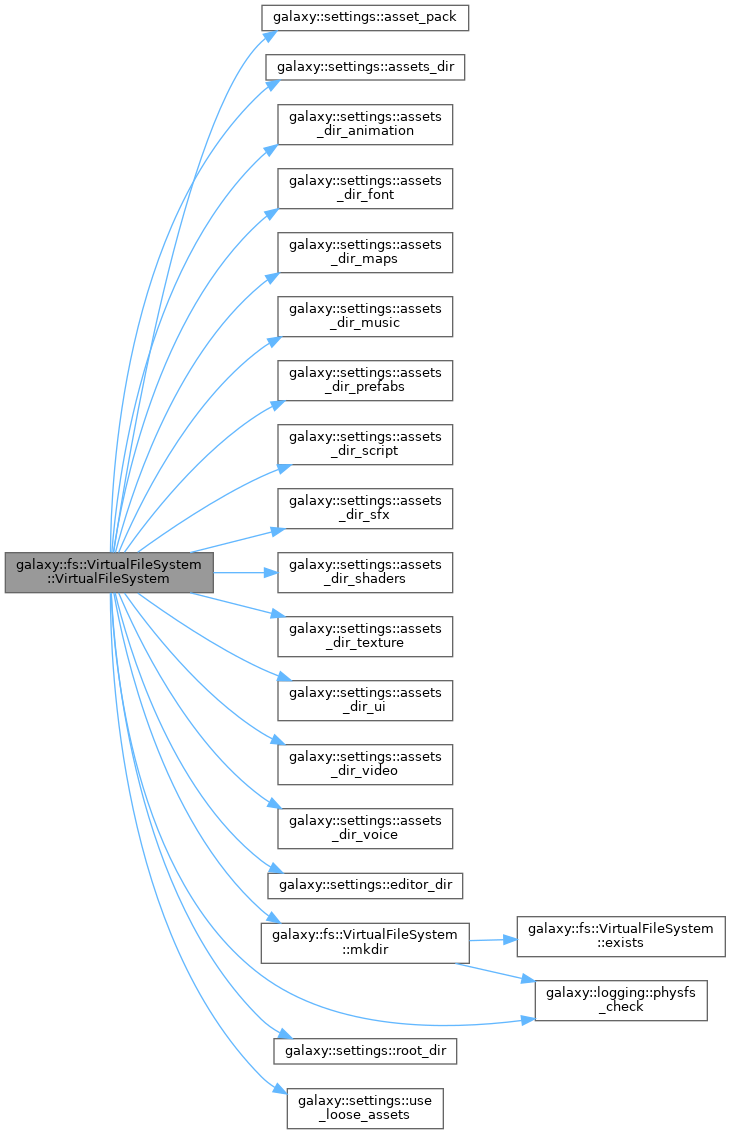 galaxy::settings::asset_pack
galaxy::settings::assets_dir
galaxy::settings::assets
_dir_animation
galaxy::settings::assets
_dir_font
galaxy::settings::assets
_dir_maps
galaxy::settings::assets
_dir_music
galaxy::settings::assets
_dir_prefabs
galaxy::settings::assets
_dir_script
galaxy::settings::assets
_dir_sfx
galaxy::fs::VirtualFileSystem
::VirtualFileSystem
galaxy::settings::assets
_dir_shaders
galaxy::settings::assets
_dir_texture
galaxy::settings::assets
_dir_ui
galaxy::settings::assets
_dir_video
galaxy::settings::assets
_dir_voice
galaxy::settings::editor_dir
galaxy::fs::VirtualFileSystem
::mkdir
galaxy::fs::VirtualFileSystem
::exists
galaxy::logging::physfs
_check
galaxy::settings::root_dir
galaxy::settings::use
_loose_assets